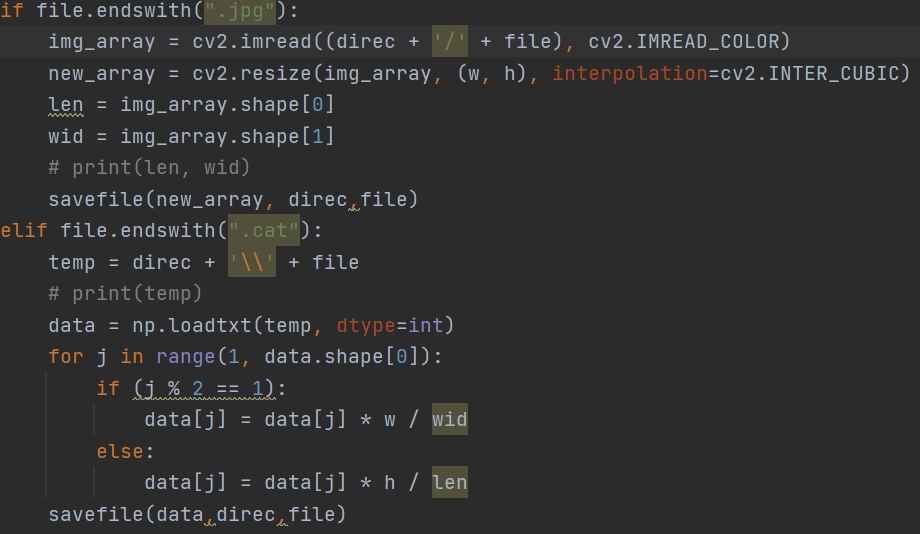 if file.endswith(".jpg"):
    img_array = cv2.imread((direc + '/' + file), cv2.IMREAD_COLOR)
    new_array = cv2.resize(img_array, (w, h), interpolation=cv2.INTER_CUBIC)
    len = img_array.shape[0]
    wid = img_array.shape[1]
    # print(len, wid)
    savefile(new_array, direc,file)
elif file.endswith(".cat"):
    temp = direc + '\\' + file
    # print(temp)
    data = np.loadtxt(temp, dtype=int)
    for j in range(1, data.shape[0]):
        if (j % 2 == 1):
            data[j] = data[j] * w / wid
        else:
            data[j] = data[j] * h / len
    savefile(data,direc,file)